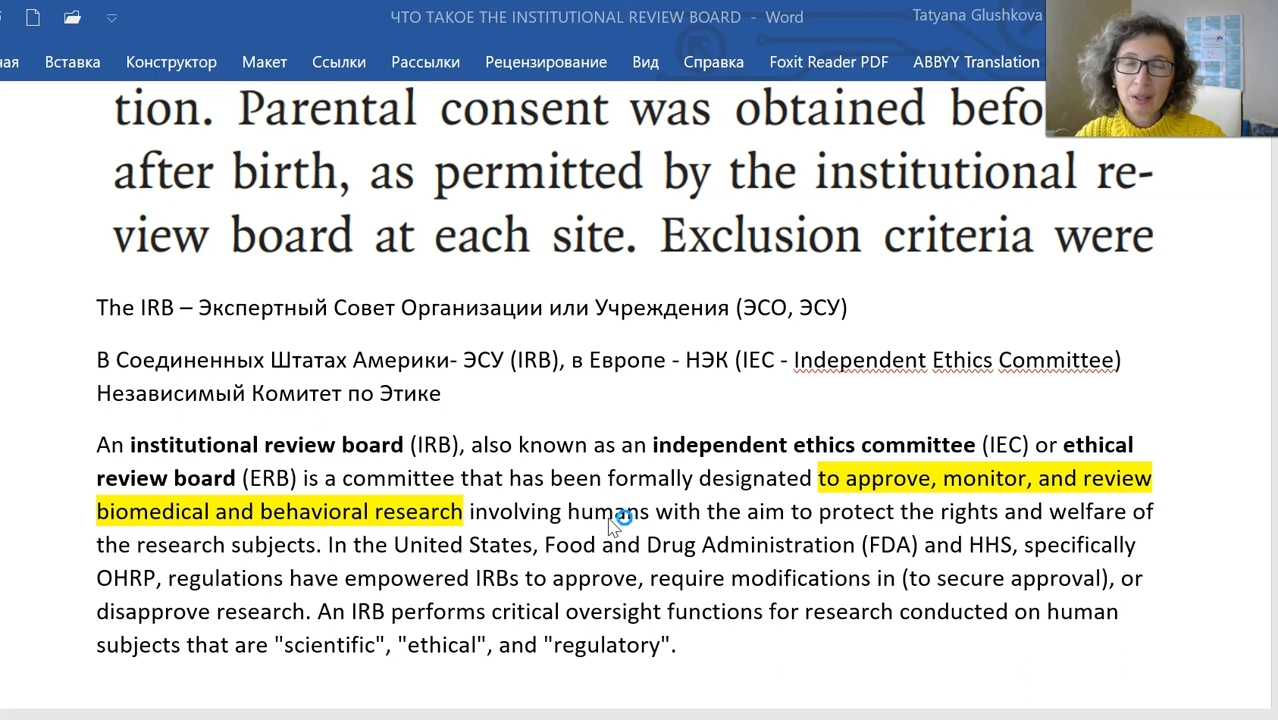 ЧТО ТАКОЕ THE INSTITUTIONAL REVIEW BOARD - Word
Tatyana Glushkova
ная Вставка Конструктор Макет Ссылки Рассылки Рецензирование Вид Справка Foxit Reader PDF ABBYY Translation
tion. Parental consent was obtained befo
after birth, as permitted by the institutional re-
view board at each site. Exclusion criteria were
The IRB – Экспертный Совет Организации или Учреждения (ЭСО, ЭСУ)
В Соединенных Штатах Америки- ЭСУ (IRB), в Европе - НЭК (IEC - Independent Ethics Committee)
Независимый Комитет по Этике
An institutional review board (IRB), also known as an independent ethics committee (IEC) or ethical
review board (ERB) is a committee that has been formally designated to approve, monitor, and review
biomedical and behavioral research involving humans with the aim to protect the rights and welfare of
the research subjects. In the United States, Food and Drug Administration (FDA) and HHS, specifically
OHRP, regulations have empowered IRBs to approve, require modifications in (to secure approval), or
disapprove research. An IRB performs critical oversight functions for research conducted on human
subjects that are "scientific", "ethical", and "regulatory".